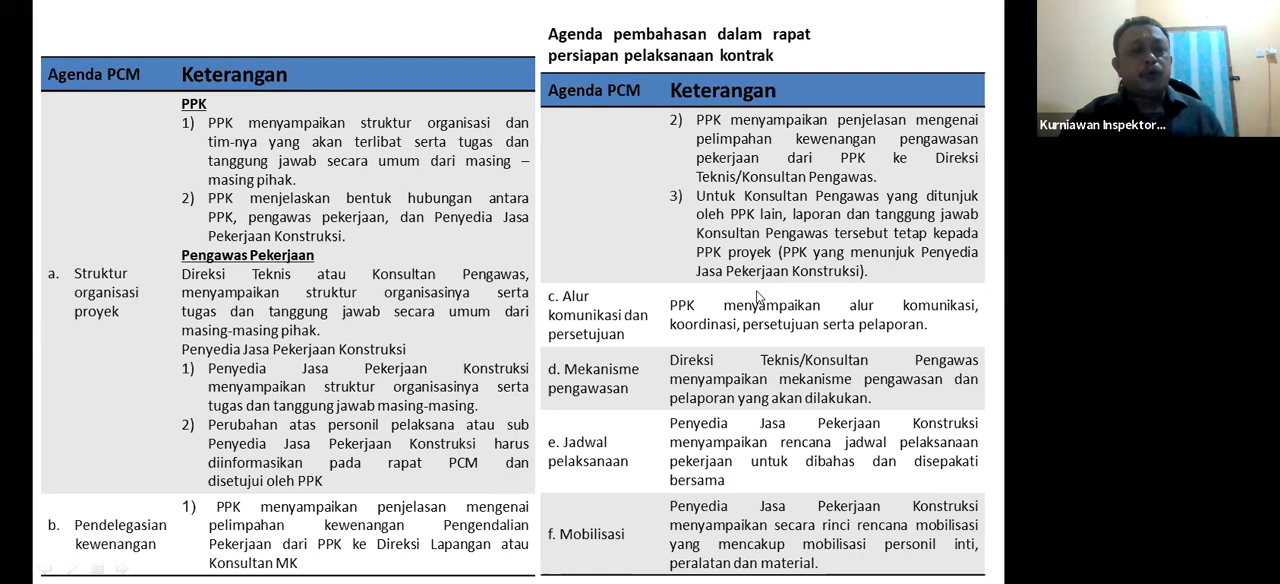 Agenda PCM Keterangan
PPK
1) PPK menyampaikan struktur organisasi dan
tim-nya yang akan terlibat serta tugas dan
tanggung jawab secara umum dari masing –
masing pihak.
2) PPK menjelaskan bentuk hubungan antara
PPK, pengawas pekerjaan, dan Penyedia Jasa
Pekerjaan Konstruksi.
Pengawas Pekerjaan
a. Struktur
organisasi
proyek
Direksi Teknis atau Konsultan Pengawas,
menyampaikan struktur organisasinya serta
tugas dan tanggung jawab secara umum dari
masing-masing pihak.
Penyedia Jasa Pekerjaan Konstruksi
1) Penyedia Jasa Pekerjaan Konstruksi
menyampaikan struktur organisasinya serta
tugas dan tanggung jawab masing-masing.
2) Perubahan atas personil pelaksana atau sub
Penyedia Jasa Pekerjaan Konstruksi harus
diinformasikan pada rapat PCM dan
disetujui oleh PPK
b. Pendelegasian
kewenangan
1) PPK menyampaikan penjelasan mengenai
pelimpahan kewenangan Pengendalian
Pekerjaan dari PPK ke Direksi Lapangan atau
Konsultan MK
Agenda pembahasan dalam rapat
persiapan pelaksanaan kontrak
Agenda PCM Keterangan
2) PPK menyampaikan penjelasan mengenai
pelimpahan kewenangan pengawasan
pekerjaan dari PPK ke Direksi
Teknis/Konsultan Pengawas.
3) Untuk Konsultan Pengawas yang ditunjuk
oleh PPK lain, laporan dan tanggung jawab
Konsultan Pengawas tersebut tetap kepada
PPK proyek (PPK yang menunjuk Penyedia
Jasa Pekerjaan Konstruksi).
c. Alur
komunikasi dan
persetujuan
PPK menyampaikan alur komunikasi,
koordinasi, persetujuan serta pelaporan.
d. Mekanisme
pengawasan
Direksi Teknis/Konsultan Pengawas
menyampaikan mekanisme pengawasan dan
pelaporan yang akan dilakukan.
e. Jadwal
pelaksanaan
Penyedia Jasa Pekerjaan Konstruksi
menyampaikan rencana jadwal pelaksanaan
pekerjaan untuk dibahas dan disepakati
bersama
f. Mobilisasi
Penyedia Jasa Pekerjaan Konstruksi
menyampaikan secara rinci rencana mobilisasi
yang mencakup mobilisasi personil inti,
peralatan dan material.
Kurniawan Inspektor...